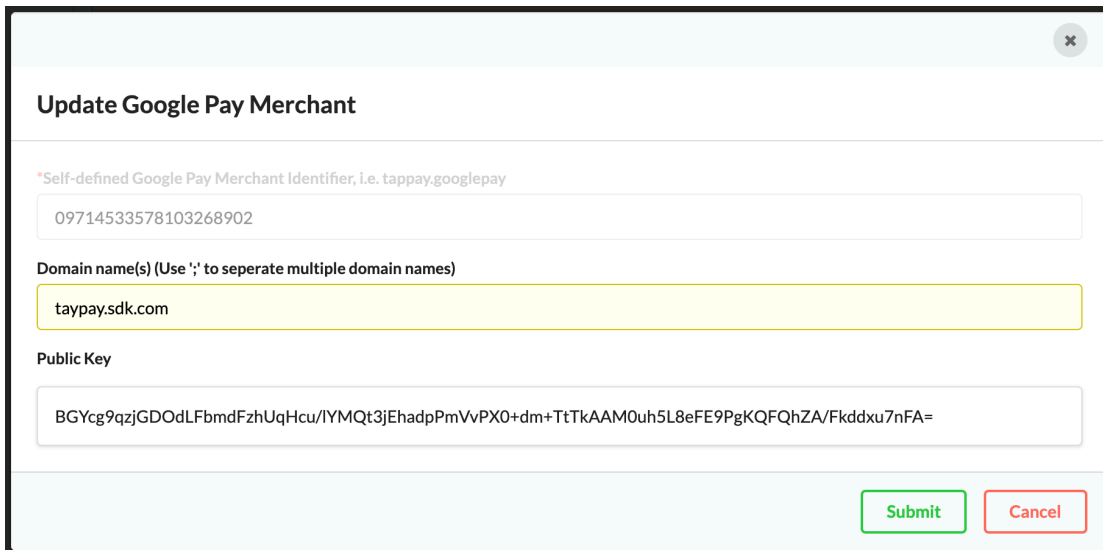 Update Google Pay Merchant
*Self-defined Google Pay Merchant Identifier, i.e. tappay.googlepay
09714533578103268902
Domain name(s) (Use ';' to seperate multiple domain names)
taypay.sdk.com
Public Key
BGYcg9qzjGDOdLFbmdFzhUqHcu/lYMQt3jEhadpPmVvPX0+dm+TtTkAAM0uh5L8eFE9PgKQFQhZA/Fkddxu7nFA=
Submit
Cancel